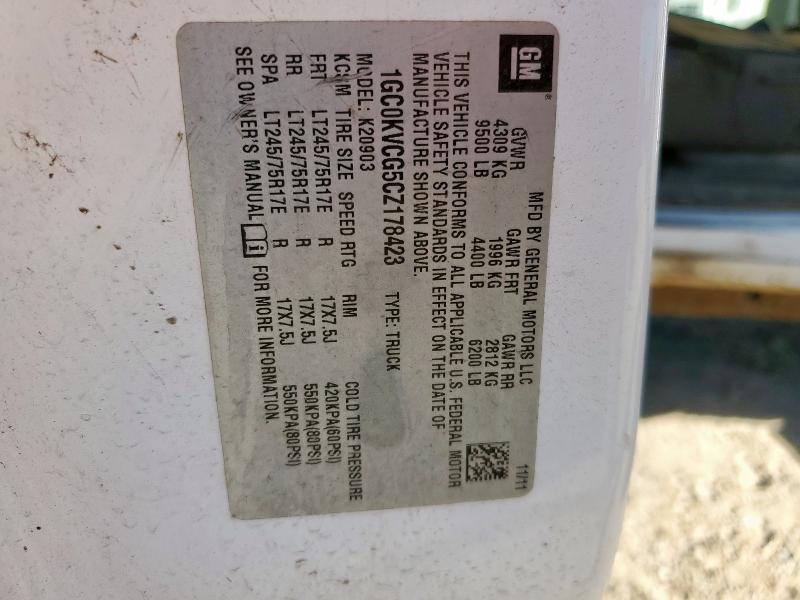 GM
MFD BY GENERAL MOTORS LLC 11/11
GVWR GAWR FRT GAWR RR
4309 KG 1996 KG 2812 KG
9500 LB 4400 LB 6200 LB
THIS VEHICLE CONFORMS TO ALL APPLICABLE U.S. FEDERAL MOTOR
VEHICLE SAFETY STANDARDS IN EFFECT ON THE DATE OF
MANUFACTURE SHOWN ABOVE.
1GC0KVCG5CZ178423 TYPE: TRUCK
MODEL: K20903
TIRE SIZE SPEED RTG RIM COLD TIRE PRESSURE
FRT LT245/75R17E R 17X7.5J 420KPA(60PSI)
RR LT245/75R17E R 17X7.5J 550KPA(80PSI)
SPA LT245/75R17E R 17X7.5J 550KPA(80PSI)
SEE OWNER'S MANUAL FOR MORE INFORMATION.